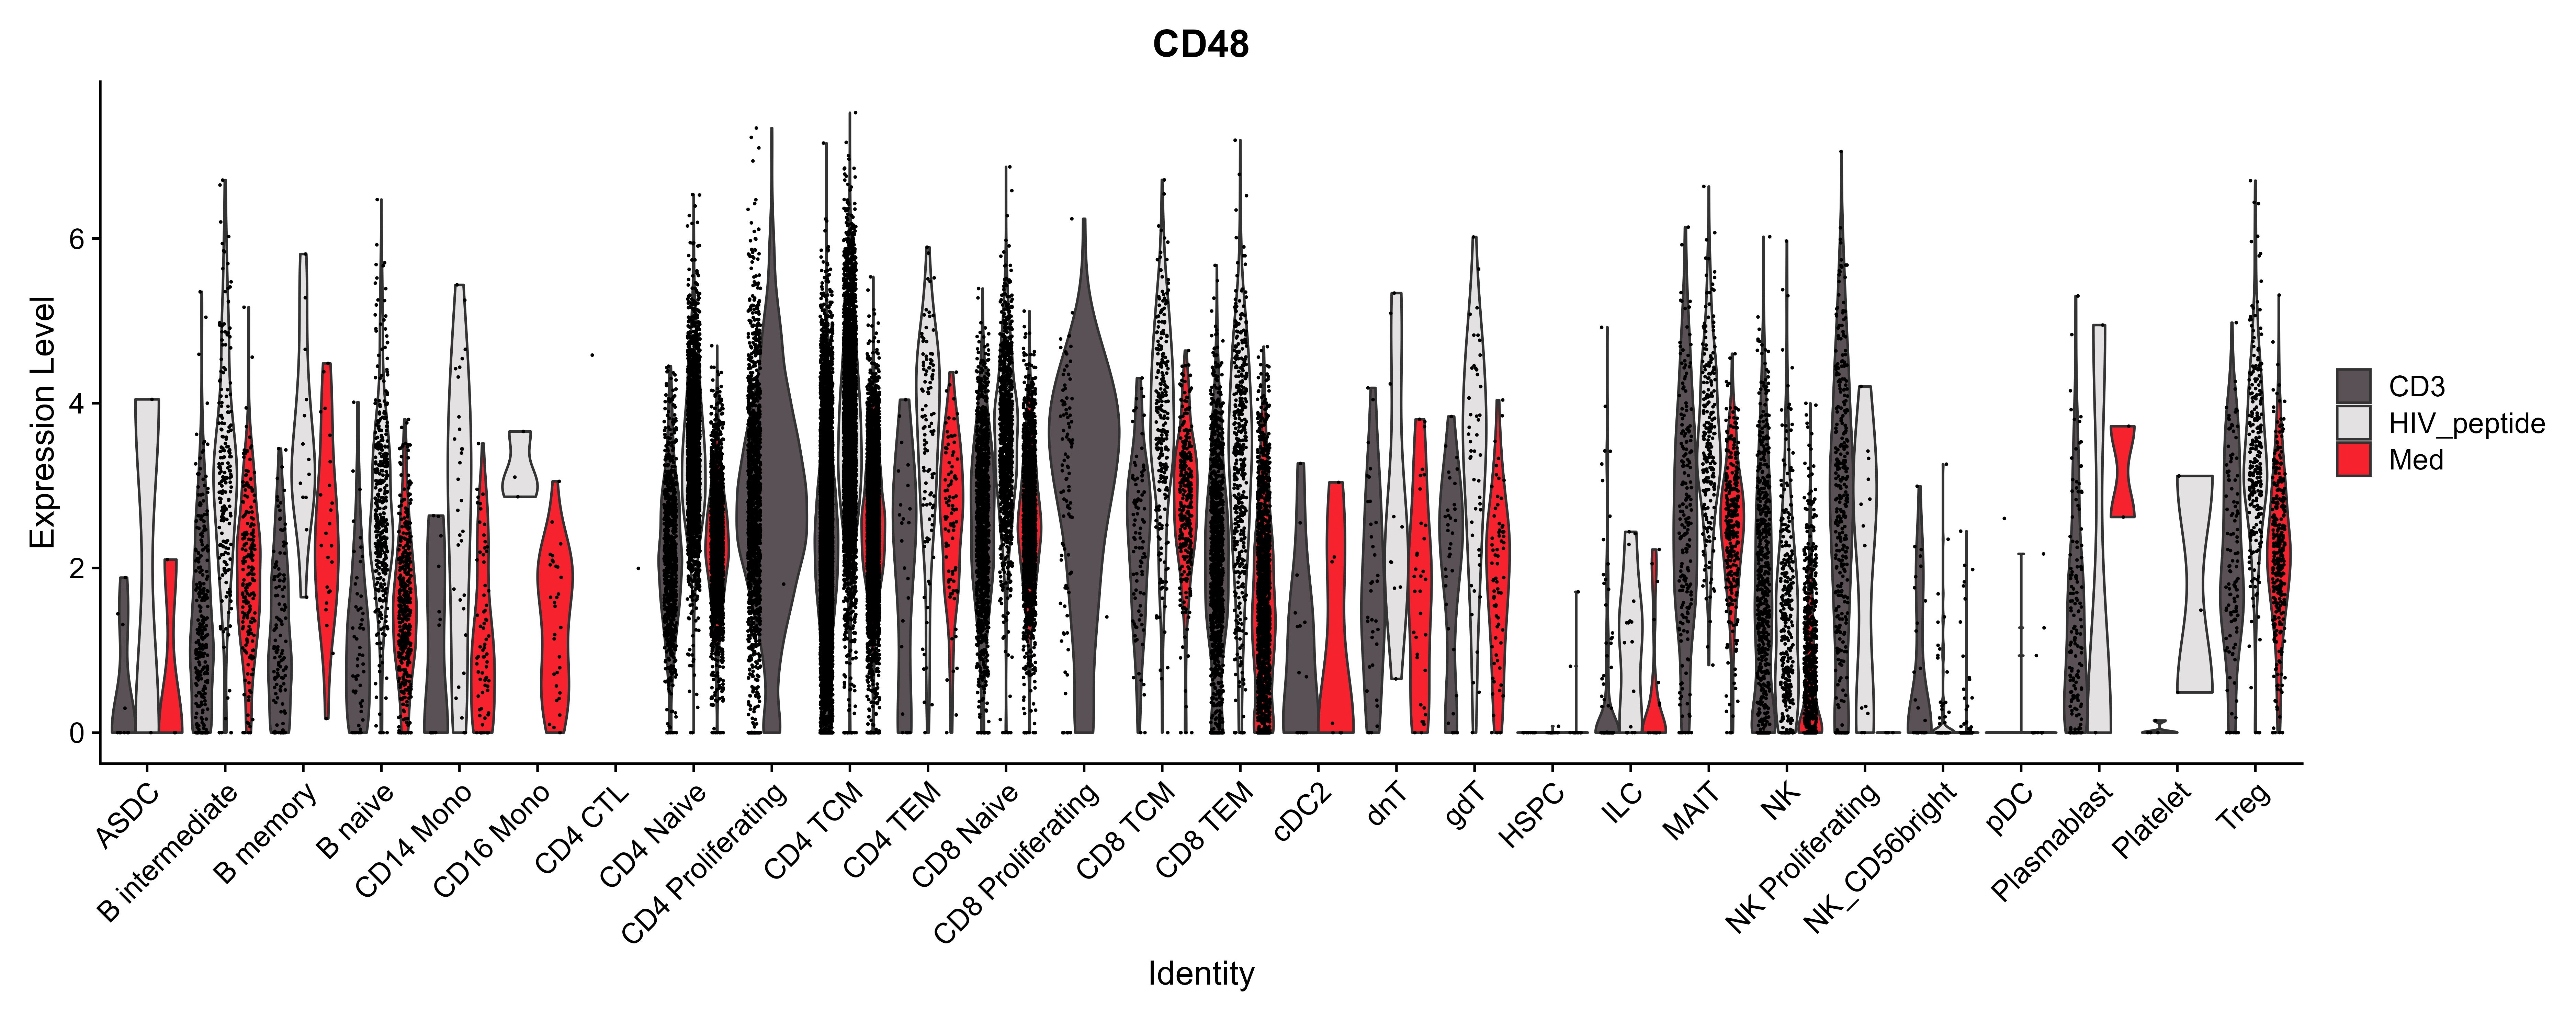 CD48
Expression Level
6
4
2
0
ASDC
B intermediate
B memory
B naive
CD14 Mono
CD16 Mono
CD4 CTL
CD4 Naive
CD4 Proliferating
CD4 TCM
CD4 TEM
CD8 Naive
CD8 Proliferating
CD8 TCM
CD8 TEM
cDC2
dnT
gdT
HSPC
ILC
MAIT
NK
NK Proliferating
NK_CD56bright
pDC
Plasmablast
Platelet
Treg
Identity
CD3
HIV_peptide
Med